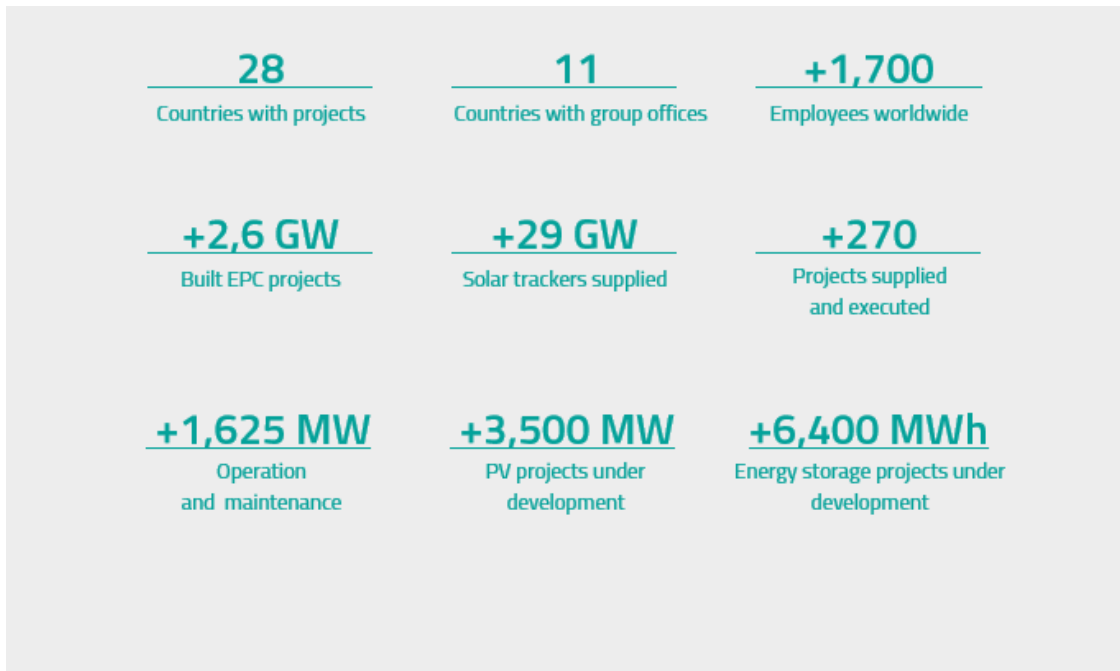 28
Countries with projects
11
Countries with group offices
+1,700
Employees worldwide
+2,6 GW
Built EPC projects
+29 GW
Solar trackers supplied
+270
Projects supplied
and executed
+1,625 MW
Operation
and maintenance
+3,500 MW
PV projects under
development
+6,400 MWh
Energy storage projects under
development